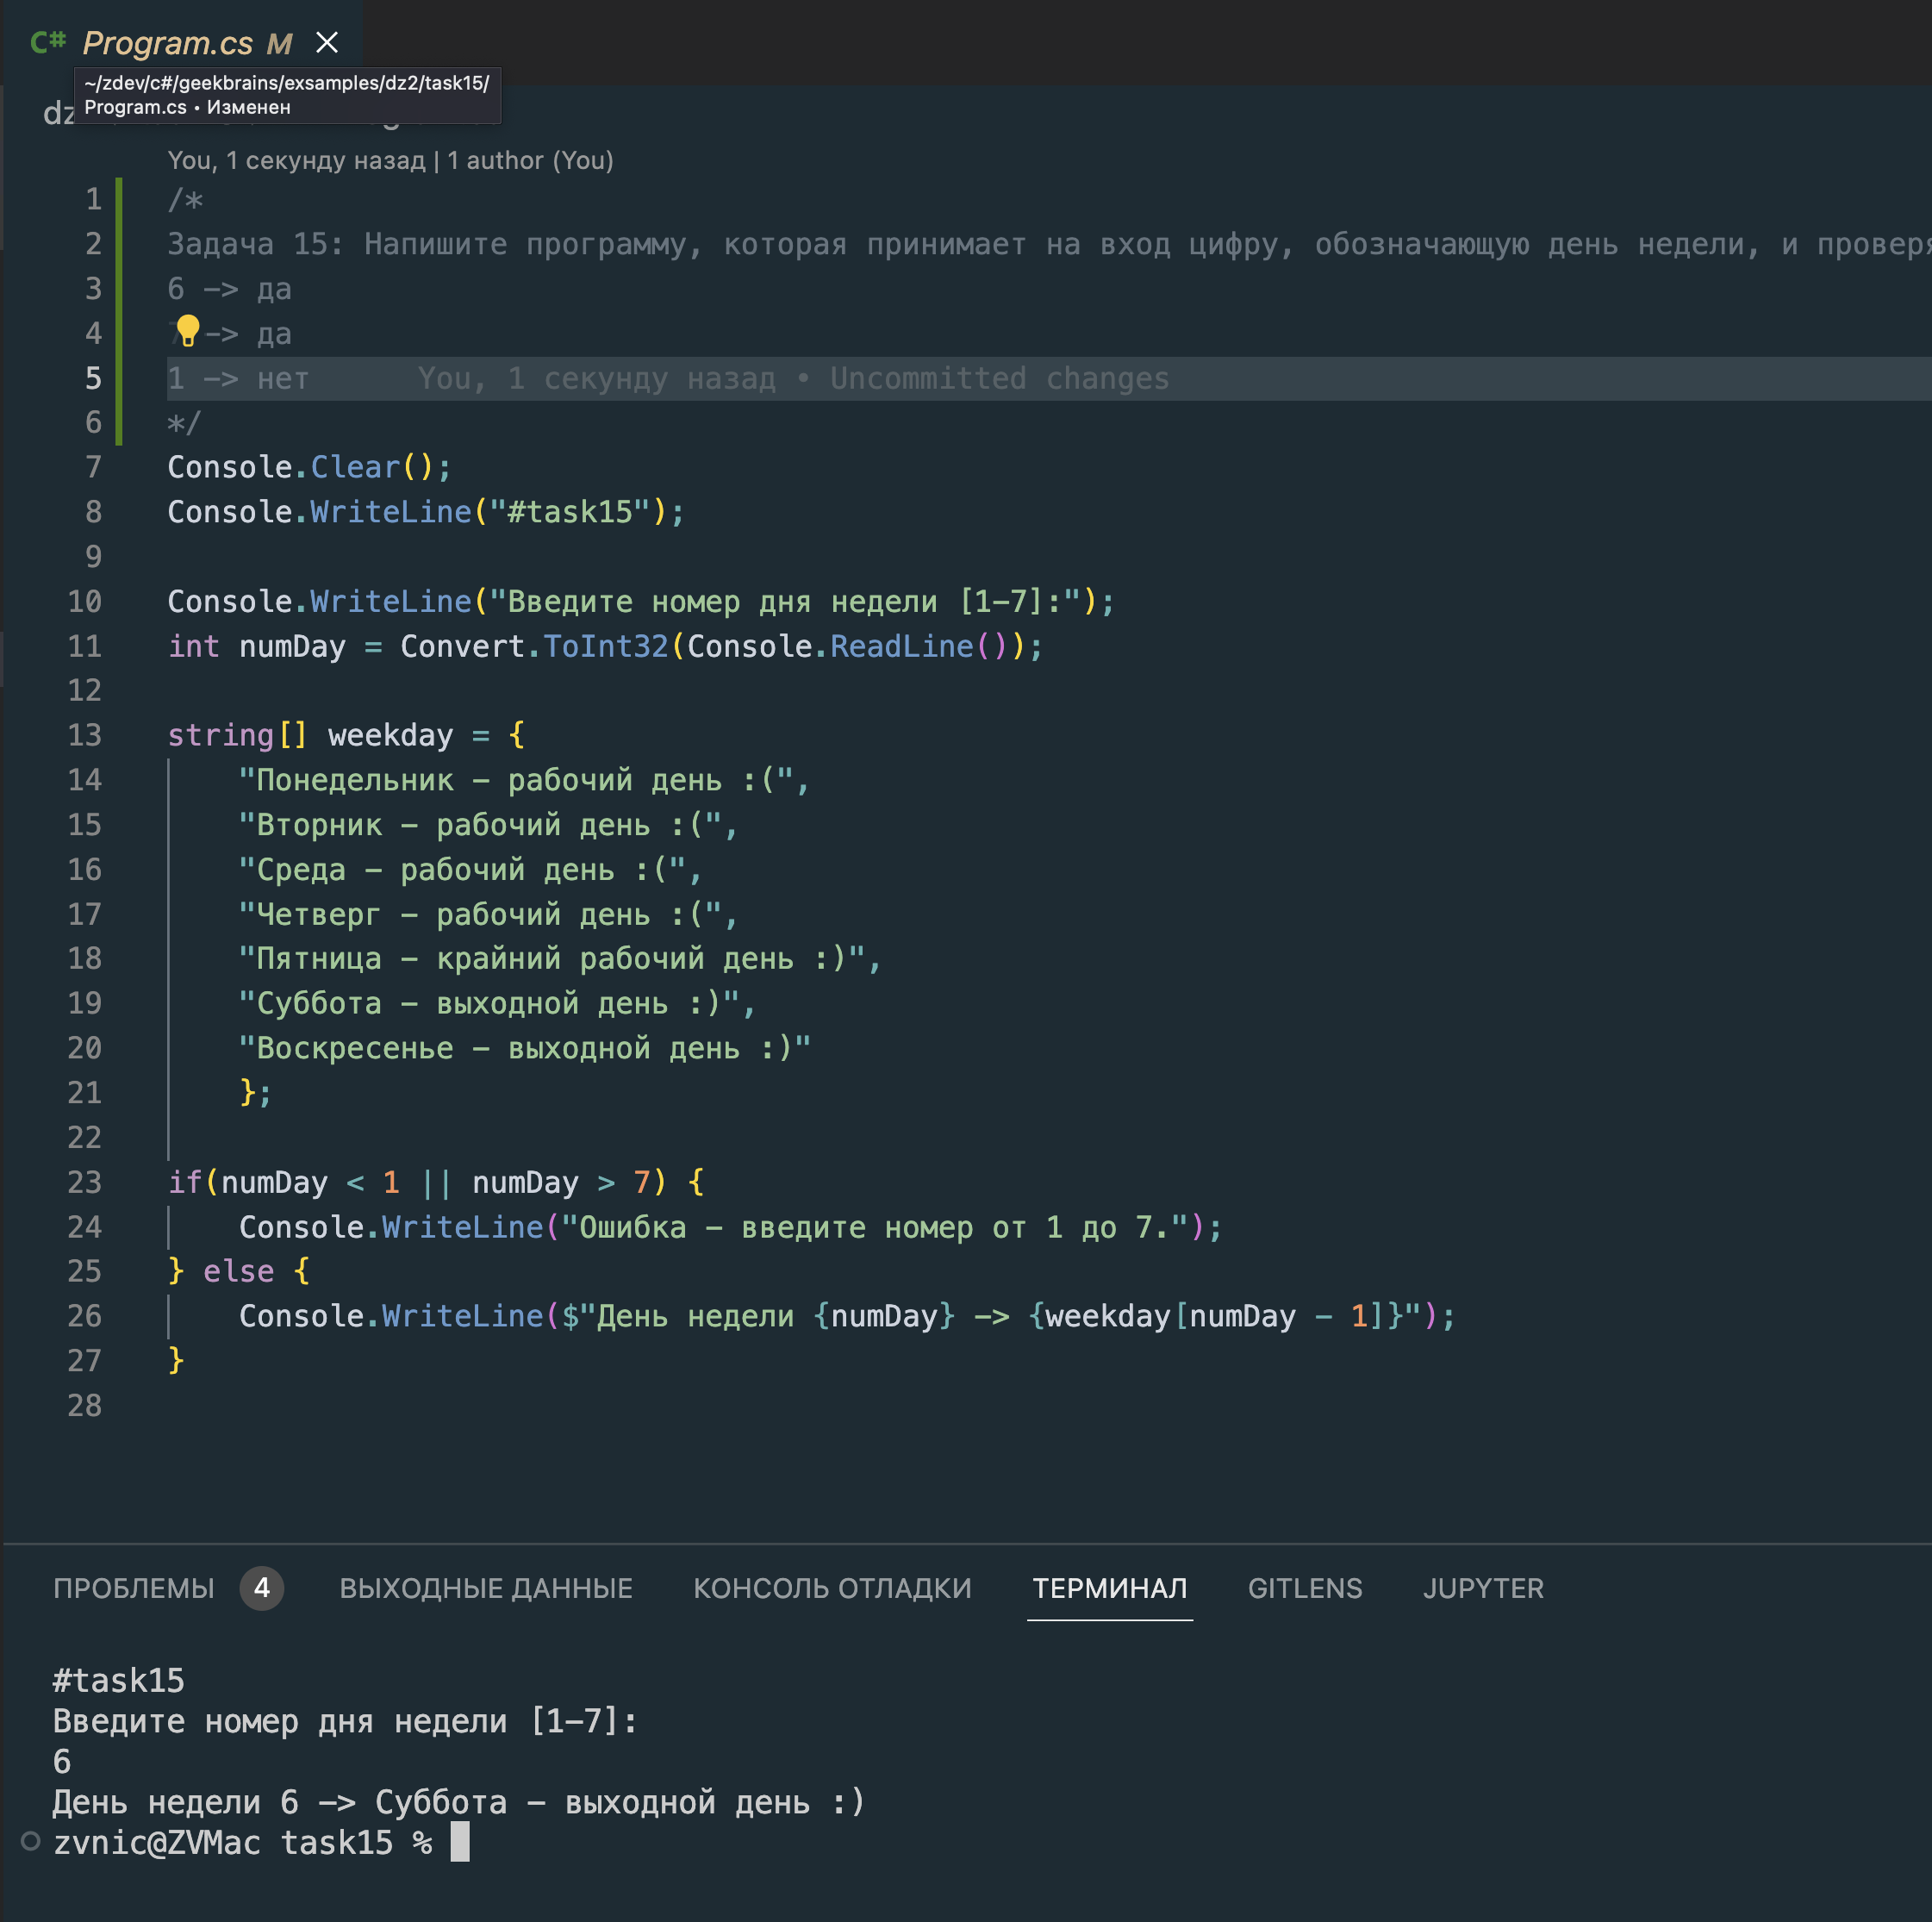 C# Program.cs M
~/zdev/c#/geekbrains/exsamples/dz2/task15/
Program.cs • Изменен
You, 1 секунду назад | 1 author (You)
1 /*
2 Задача 15: Напишите программу, которая принимает на вход цифру, обозначающую день недели, и
3 6 -> да
4 7 -> да
5 1 -> нет You, 1 секунду назад • Uncommitted changes
6 */
7 Console.Clear();
8 Console.WriteLine("#task15");
9
10 Console.WriteLine("Введите номер дня недели [1-7]:");
11 int numDay = Convert.ToInt32(Console.ReadLine());
12
13 string[] weekday = {
14 "Понедельник - рабочий день :(",
15 "Вторник - рабочий день :(",
16 "Среда - рабочий день :(",
17 "Четверг - рабочий день :(",
18 "Пятница - крайний рабочий день :)",
19 "Суббота - выходной день :)",
20 "Воскресенье - выходной день :)"
21 };
22
23 if(numDay < 1 || numDay > 7) {
24 Console.WriteLine("Ошибка - введите номер от 1 до 7.");
25 } else {
26 Console.WriteLine($"День недели {numDay} -> {weekday[numDay - 1]}");
27 }
28
ПРОБЛЕМЫ 4 ВЫХОДНЫЕ ДАННЫЕ КОНСОЛЬ ОТЛАДКИ ТЕРМИНАЛ GITLENS JUPYTER
#task15
Введите номер дня недели [1-7]:
6
День недели 6 -> Суббота - выходной день :)
zvnic@ZVMac task15 %